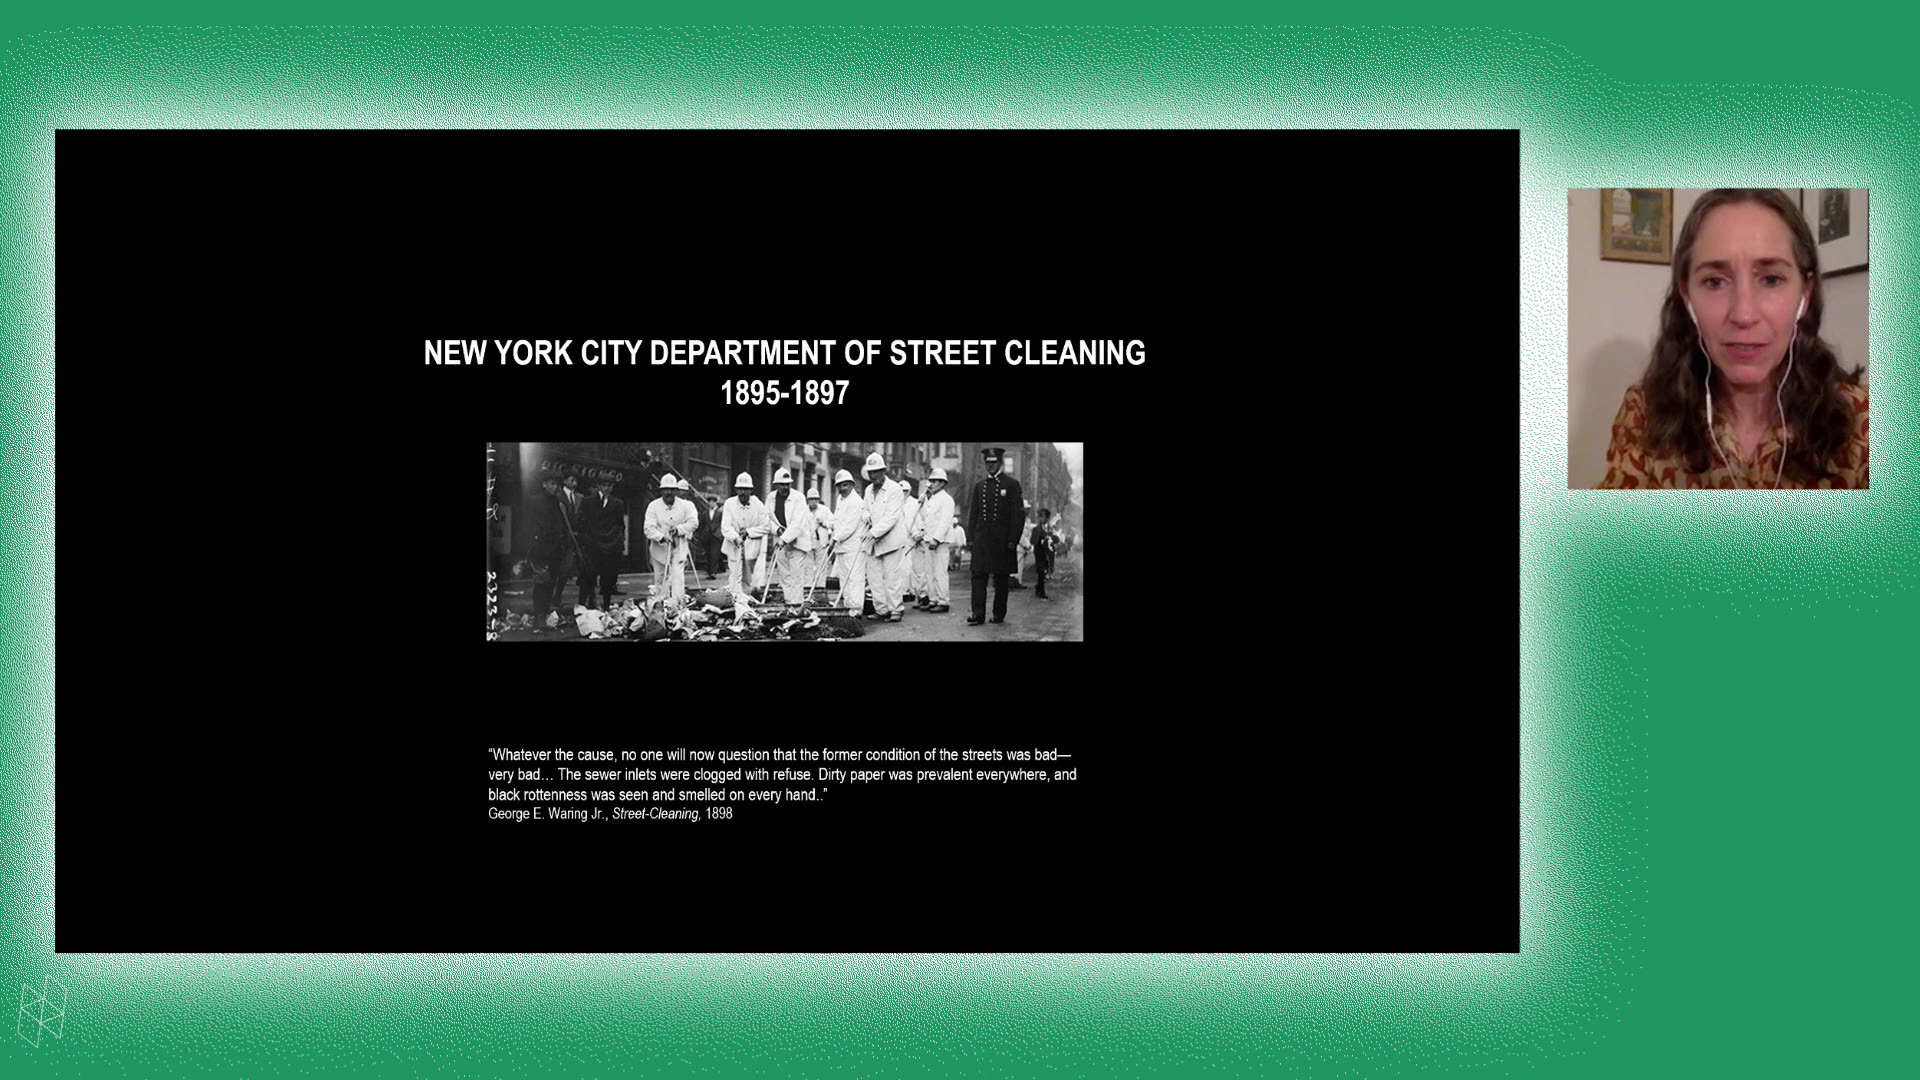 NEW YORK CITY DEPARTMENT OF STREET CLEANING
1895-1897
“Whatever the cause, no one will now question that the former condition of the streets was bad—
very bad… The sewer inlets were clogged with refuse. Dirty paper was prevalent everywhere, and
black rottenness was seen and smelled on every hand..”
George E. Waring Jr., Street-Cleaning, 1898